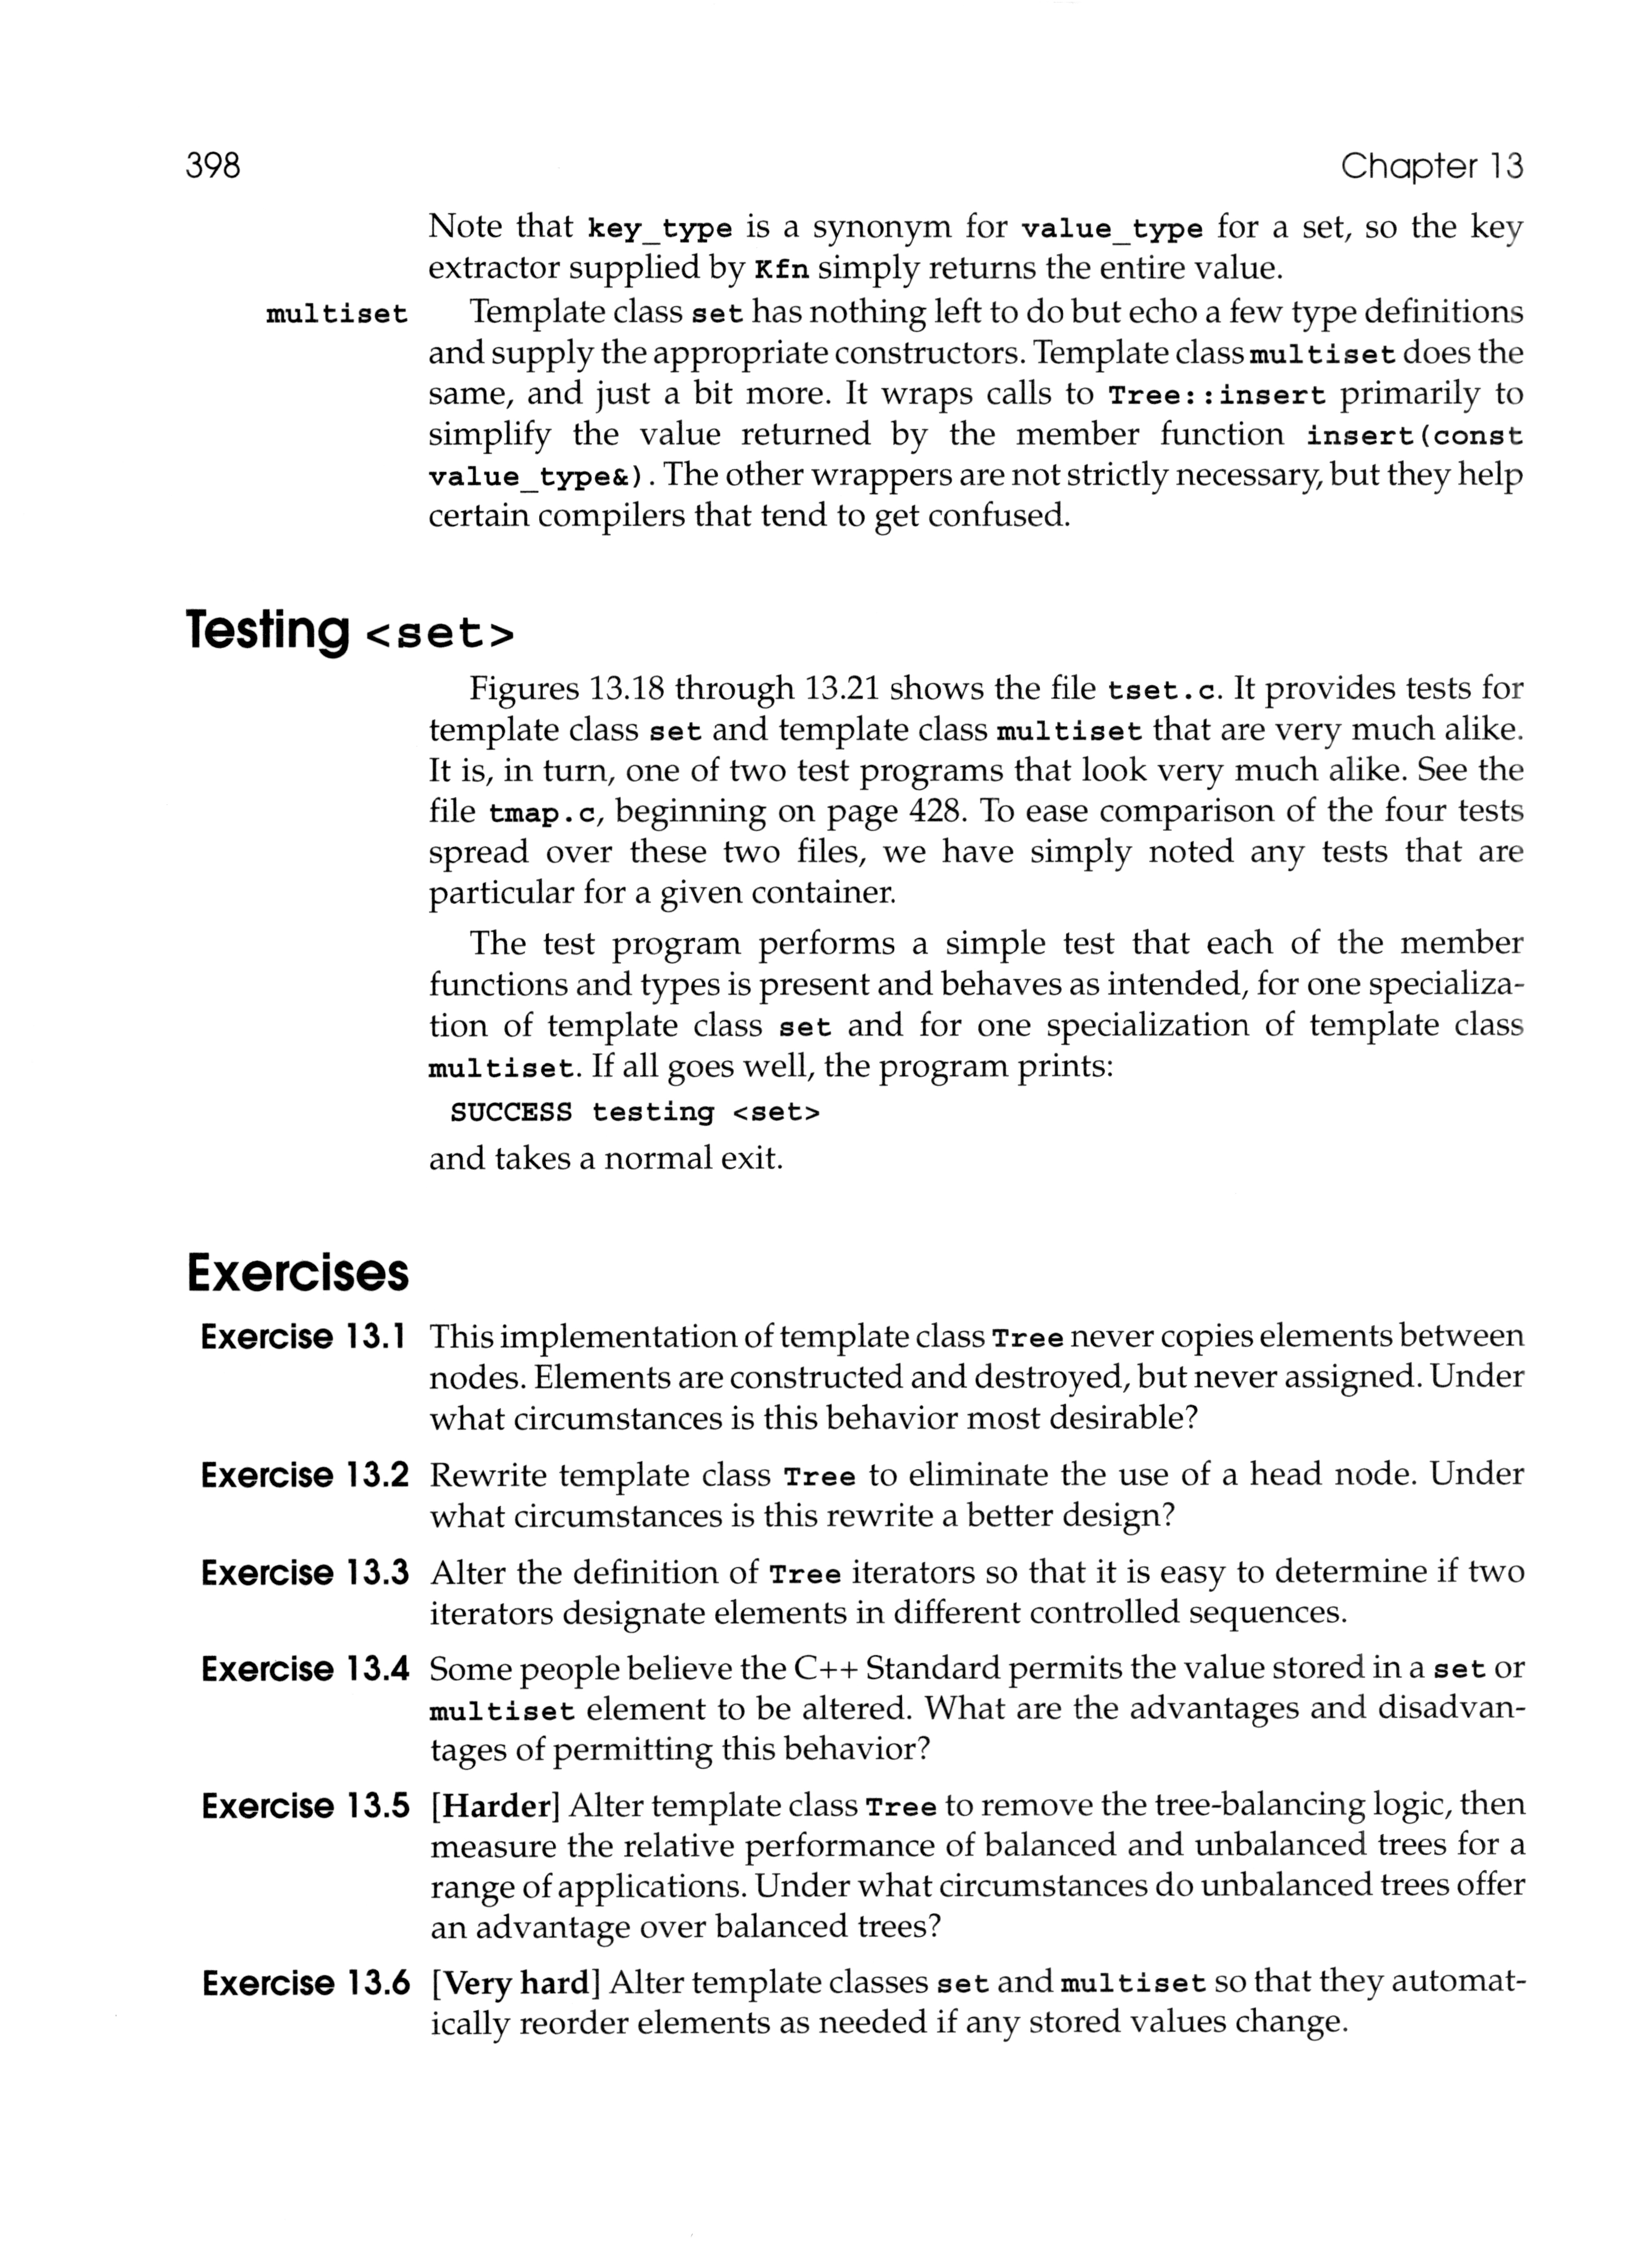 398 Chapter 13
Note that key_type is a synonym for value_type for a set, so the key
extractor supplied by Kfn simply returns the entire value.
multiset Template class set has nothing left to do but echo a few type definitions
and supply the appropriate constructors. Template class multiset does the
same, and just a bit more. It wraps calls to Tree::insert primarily to
simplify the value returned by the member function insert(const
value_type&). The other wrappers are not strictly necessary, but they help
certain compilers that tend to get confused.
Testing <set>
Figures 13.18 through 13.21 shows the file tset.c. It provides tests for
template class set and template class multiset that are very much alike.
It is, in turn, one of two test programs that look very much alike. See the
file tmap.c, beginning on page 428. To ease comparison of the four tests
spread over these two files, we have simply noted any tests that are
particular for a given container.
The test program performs a simple test that each of the member
functions and types is present and behaves as intended, for one specializa-
tion of template class set and for one specialization of template class
multiset. If all goes well, the program prints:
SUCCESS testing <set>
and takes a normal exit.
Exercises
Exercise 13.1 This implementation of template class Tree never copies elements between
nodes. Elements are constructed and destroyed, but never assigned. Under
what circumstances is this behavior most desirable?
Exercise 13.2 Rewrite template class Tree to eliminate the use of a head node. Under
what circumstances is this rewrite a better design?
Exercise 13.3 Alter the definition of Tree iterators so that it is easy to determine if two
iterators designate elements in different controlled sequences.
Exercise 13.4 Some people believe the C++ Standard permits the value stored in a set or
multiset element to be altered. What are the advantages and disadvan-
tages of permitting this behavior?
Exercise 13.5 [Harder] Alter template class Tree to remove the tree-balancing logic, then
measure the relative performance of balanced and unbalanced trees for a
range of applications. Under what circumstances do unbalanced trees offer
an advantage over balanced trees?
Exercise 13.6 [Very hard] Alter template classes set and multiset so that they automat-
ically reorder elements as needed if any stored values change.